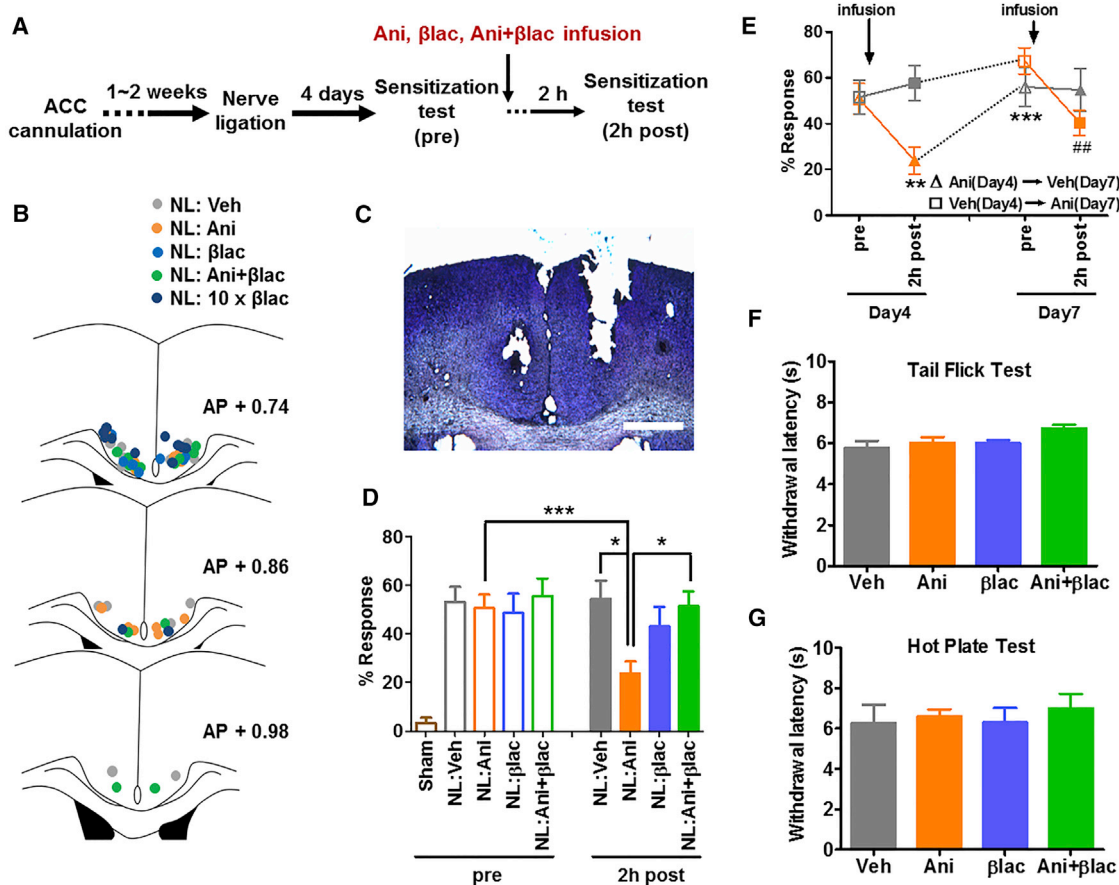 A
Ani, βlac, Ani+βlac infusion
ACC
cannulation
1~2 weeks
Nerve
ligation
4 days
Sensitization
test
(pre)
2 h
Sensitization
test
(2h post)
B
NL: Veh
NL: Ani
NL: βlac
NL: Ani+βlac
NL: 10 x βlac
AP + 0.74
AP + 0.86
AP + 0.98
C
D
% Response
80
60
40
20
0
***
*
*
Sham
NL:Veh
NL:Ani
NL:βlac
NL:Ani+βlac
NL:Veh
NL:Ani
NL:βlac
NL:Ani+βlac
pre
2h post
E
infusion
infusion
% Response
80
60
40
20
0
***
##
**
Ani(Day4) Veh(Day7)
Veh(Day4) Ani(Day7)
pre
2h post
pre
2h post
Day4
Day7
F
Tail Flick Test
Withdrawal latency (s)
10
8
6
4
2
0
Veh
Ani
βlac
Ani+βlac
G
Hot Plate Test
Withdrawal latency (s)
10
8
6
4
2
0
Veh
Ani
βlac
Ani+βlac